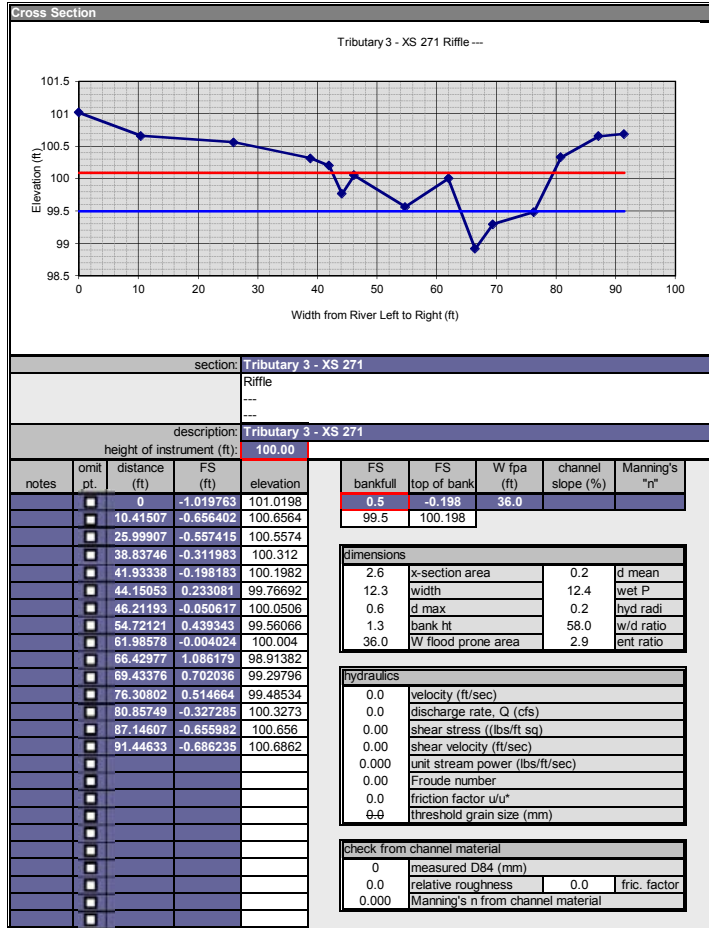 Cross Section
Tributary 3 - XS 271 Riffle ---
101.5
101
100.5
100
99.5
99
98.5
Elevation (ft)
0 10 20 30 40 50 60 70 80 90 100
Width from River Left to Right (ft)
section: Tributary 3 - XS 271
Riffle
---
---
description: Tributary 3 - XS 271
height of instrument (ft): 100.00
omit distance FS FS FS W fpa channel Manning's
notes pt. (ft) (ft) elevation bankfull top of bank (ft) slope (%) "n"
0 -1.019763 101.0198 0.5 -0.198 36.0
10.41507 -0.656402 100.6564 99.5 100.198
25.99907 -0.557415 100.5574
38.83746 -0.311983 100.312 dimensions
41.93338 -0.198183 100.1982 2.6 x-section area 0.2 d mean
44.15053 0.233081 99.76692 12.3 width 12.4 wet P
46.21193 -0.050617 100.0506 0.6 d max 0.2 hyd radi
54.72121 0.439343 99.56066 1.3 bank ht 58.0 w/d ratio
61.98578 -0.004024 100.004 36.0 W flood prone area 2.9 ent ratio
66.42977 1.086179 98.91382
69.43376 0.702036 99.29796 hydraulics
76.30802 0.514664 99.48534 0.0 velocity (ft/sec)
80.85749 -0.327285 100.3273 0.0 discharge rate, Q (cfs)
87.14607 -0.655982 100.656 0.00 shear stress ((lbs/ft sq)
91.44633 -0.686235 100.6862 0.00 shear velocity (ft/sec)
0.000 unit stream power (lbs/ft/sec)
0.00 Froude number
0.0 friction factor u/u*
0.0 threshold grain size (mm)
check from channel material
0 measured D84 (mm)
0.0 relative roughness 0.0 fric. factor
0.000 Manning's n from channel material